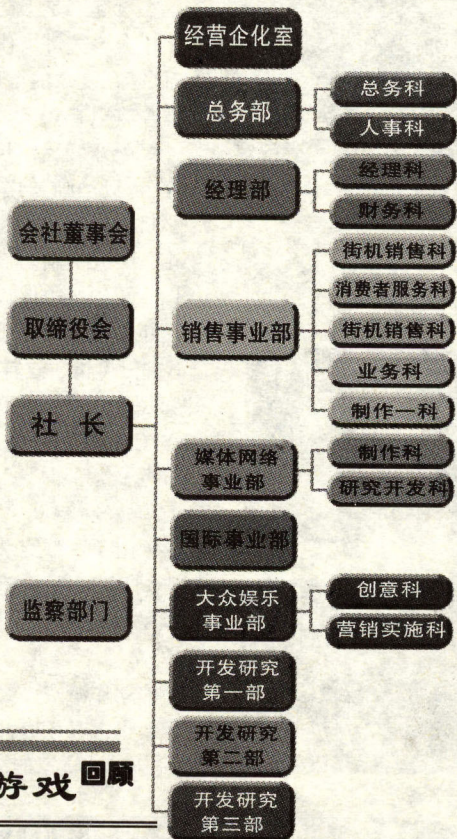 会社董事会
取缔役会
社 长
监察部门
经营企化室
总务部
总务科
人事科
经理部
经理科
财务科
销售事业部
街机销售科
消费者服务科
街机销售科
业务科
制作一科
媒体网络
事业部
制作科
研究开发科
国际事业部
大众娱乐
事业部
创意科
营销实施科
开发研究
第一部
开发研究
第二部
开发研究
第三部
游戏回顾